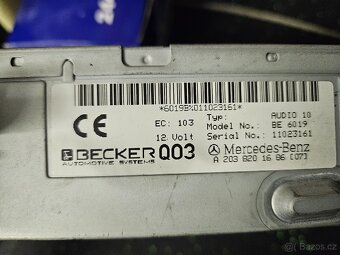 *6019B%011023161*
CE
EC: 103
12 Volt
Typ: AUDIO 10
Model No.: BE 6019
Serial No.: 11023161
BECKER Q03
AUTOMOTIVE SYSTEMS
Mercedes-Benz
A 203 820 16 86 [07]
Bazoš.cz